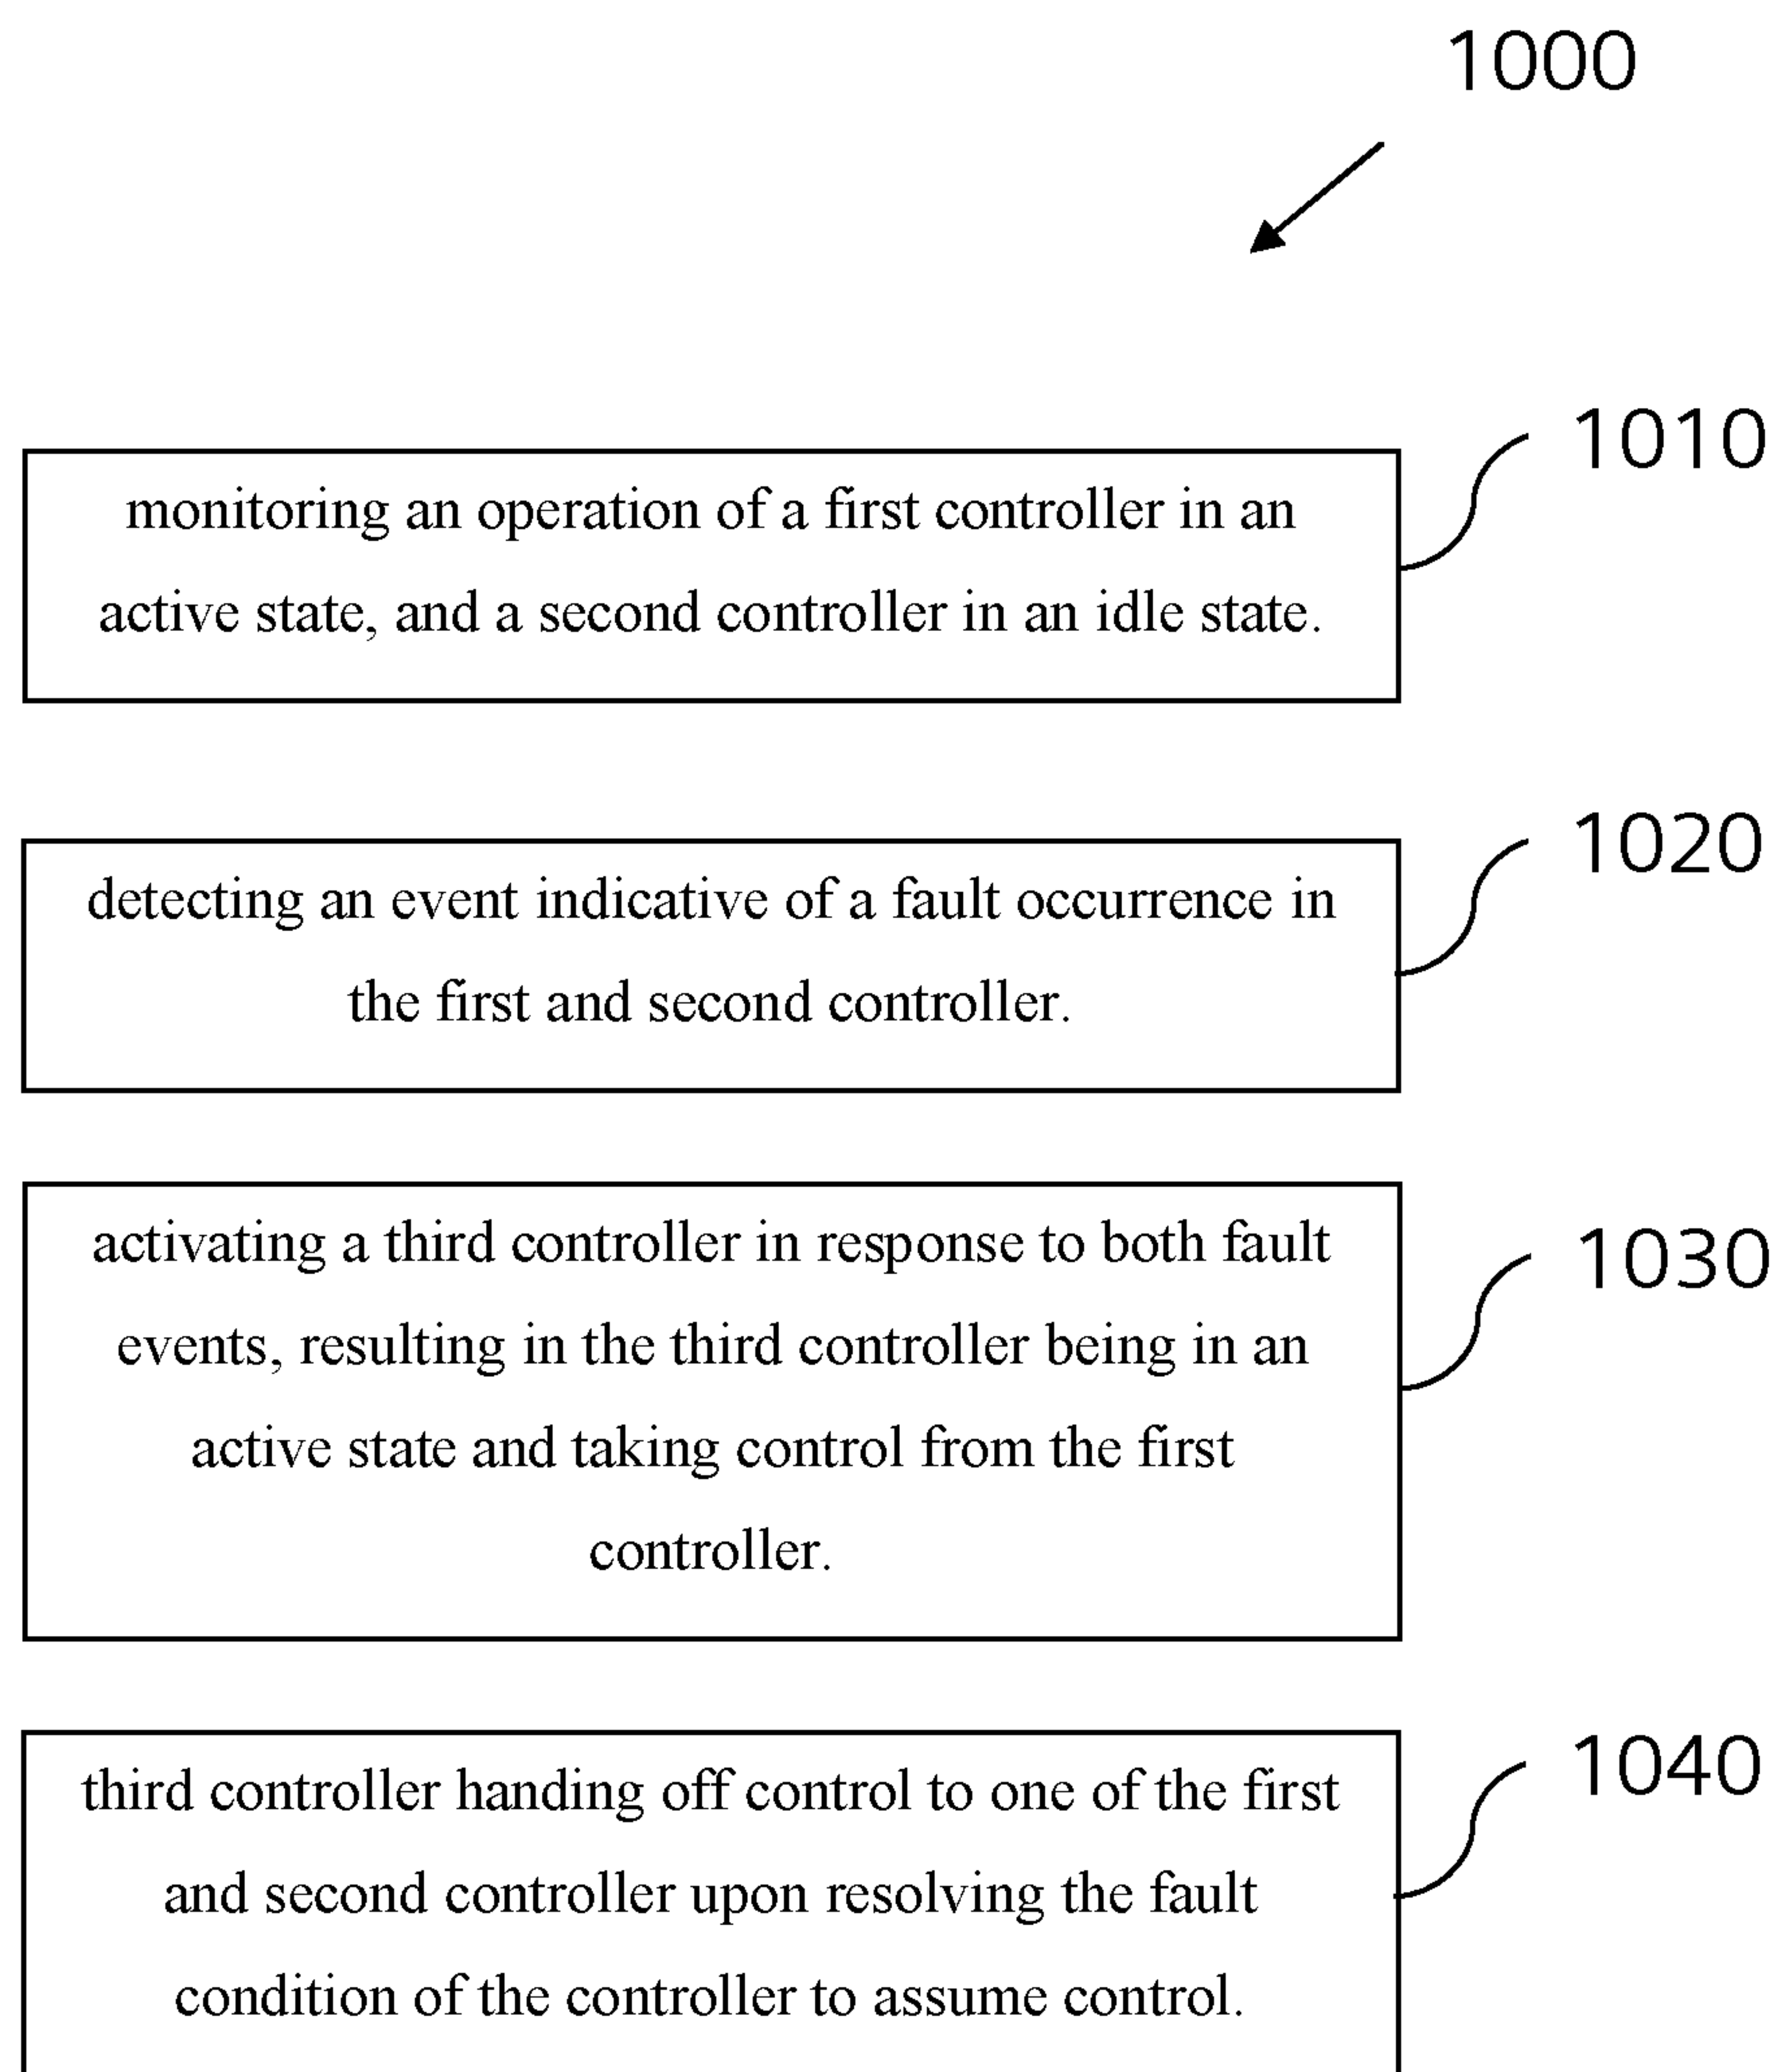 1000
1010
monitoring an operation of a first controller in an
active state, and a second controller in an idle state.
1020
detecting an event indicative of a fault occurrence in
the first and second controller.
1030
activating a third controller in response to both fault
events, resulting in the third controller being in an
active state and taking control from the first
controller.
1040
third controller handing off control to one of the first
and second controller upon resolving the fault
condition of the controller to assume control.